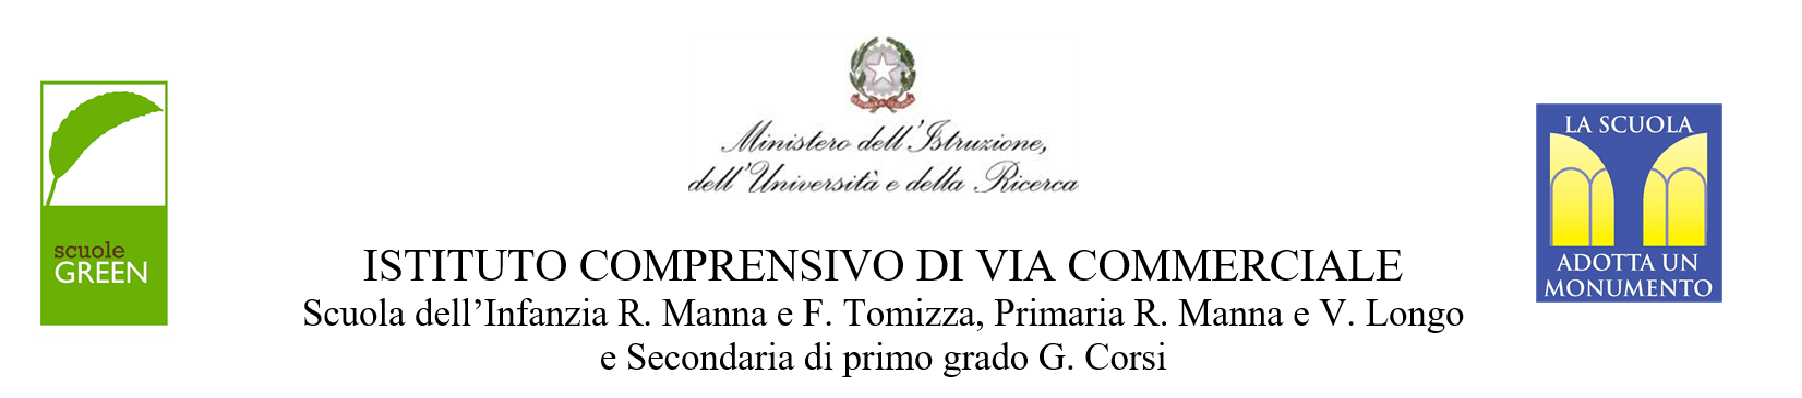 Ministero dell'Istruzione,
dell'Università e della Ricerca
scuole
GREEN
LA SCUOLA
ADOTTA UN
MONUMENTO
ISTITUTO COMPRENSIVO DI VIA COMMERCIALE
Scuola dell’Infanzia R. Manna e F. Tomizza, Primaria R. Manna e V. Longo
e Secondaria di primo grado G. Corsi